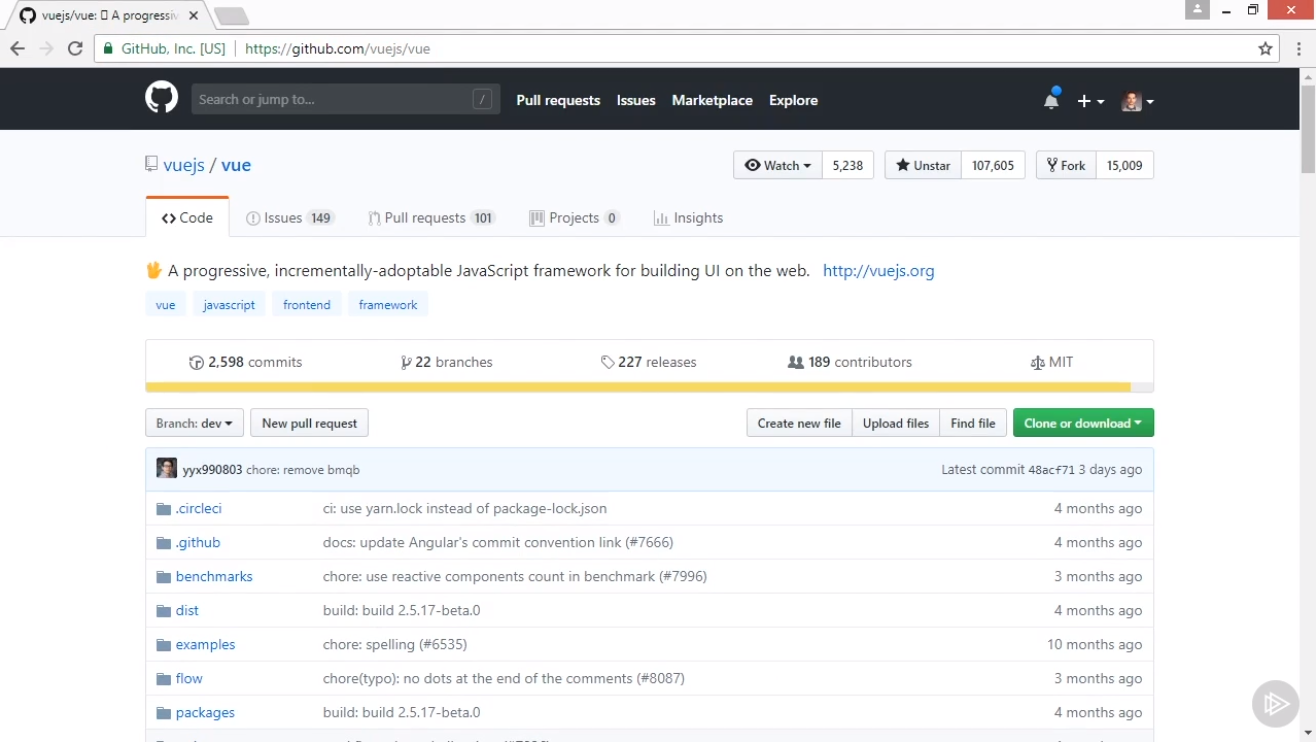 vuejs/vue: 🖖 A progressiv
GitHub, Inc. [US] https://github.com/vuejs/vue
Search or jump to... / Pull requests Issues Marketplace Explore
vuejs / vue Watch 5,238 Unstar 107,605 Fork 15,009
Code Issues 149 Pull requests 101 Projects 0 Insights
🖖 A progressive, incrementally-adoptable JavaScript framework for building UI on the web. http://vuejs.org
vue javascript frontend framework
2,598 commits 22 branches 227 releases 189 contributors MIT
Branch: dev New pull request Create new file Upload files Find file Clone or download
yyx990803 chore: remove bmqb Latest commit 48acf71 3 days ago
.circleci ci: use yarn.lock instead of package-lock.json 4 months ago
.github docs: update Angular's commit convention link (#7666) 4 months ago
benchmarks chore: use reactive components count in benchmark (#7996) 3 months ago
dist build: build 2.5.17-beta.0 4 months ago
examples chore: spelling (#6535) 10 months ago
flow chore(typo): no dots at the end of the comments (#8087) 3 months ago
packages build: build 2.5.17-beta.0 4 months ago